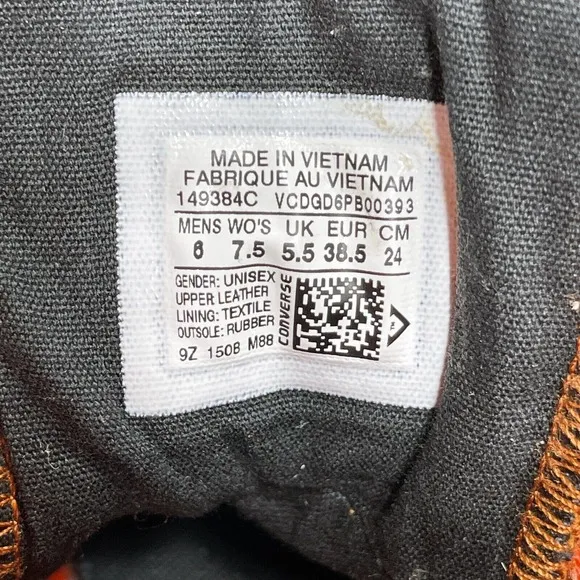 MADE IN VIETNAM
FABRIQUE AU VIETNAM
149384C VCDGD6PB00393
MENS WO'S UK EUR CM
6 7.5 5.5 38.5 24
GENDER: UNISEX
UPPER LEATHER
LINING: TEXTILE
OUTSOLE: RUBBER
9Z 150B M88
CONVERSE